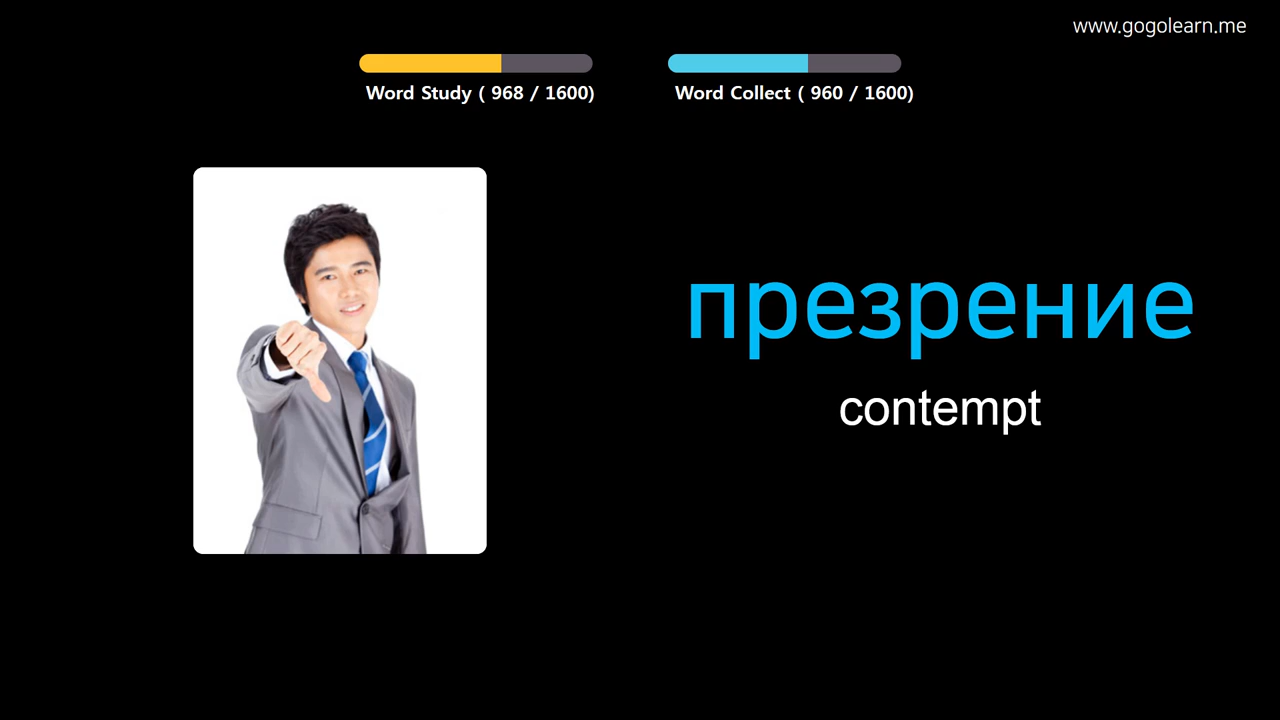 www.gogolearn.me
Word Study ( 968 / 1600)
Word Collect ( 960 / 1600)
презрение
contempt